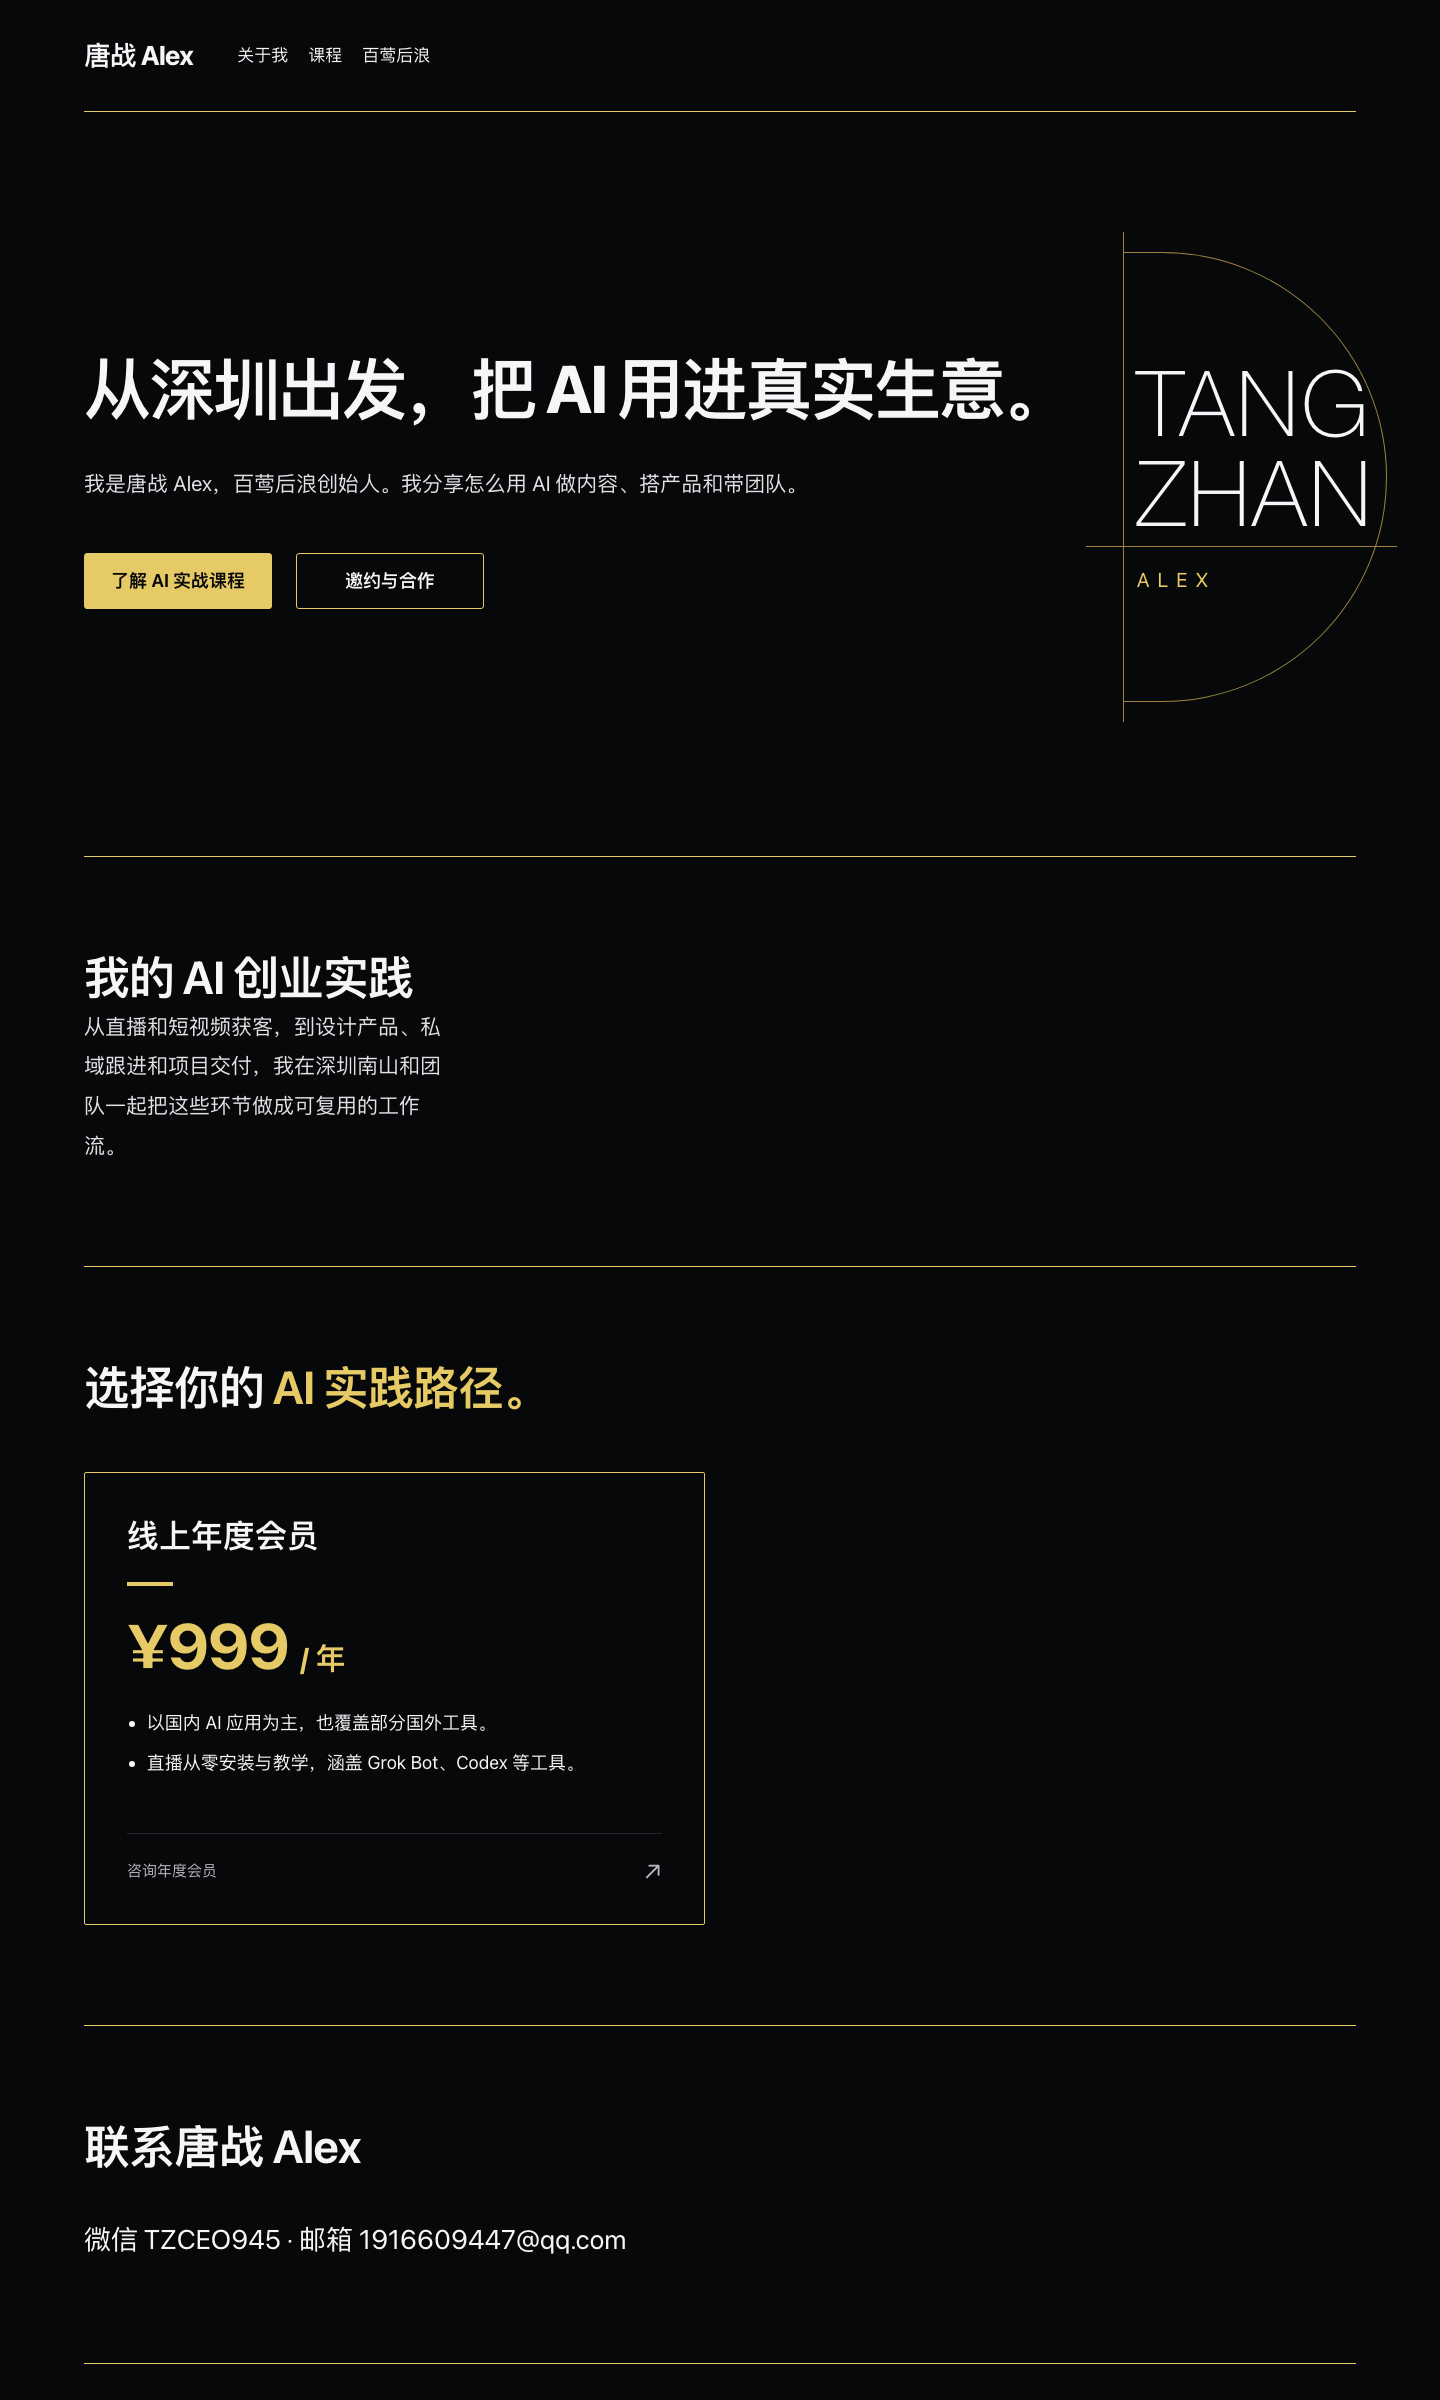 唐战 Alex
关于我 课程 百莺后浪
从深圳出发，把 AI 用进真实生意。
我是唐战 Alex，百莺后浪创始人。我分享怎么用 AI 做内容、搭产品和带团队。
了解 AI 实战课程
邀约与合作
TANG
ZHAN
ALEX
我的 AI 创业实践
从直播和短视频获客，到设计产品、私
域跟进和项目交付，我在深圳南山和团
队一起把这些环节做成可复用的工作
流。
选择你的 AI 实践路径。
线上年度会员
¥999 / 年
• 以国内 AI 应用为主，也覆盖部分国外工具。
• 直播从零安装与教学，涵盖 Grok Bot、Codex 等工具。
咨询年度会员
联系唐战 Alex
微信 TZCEO945 · 邮箱 1916609447@qq.com